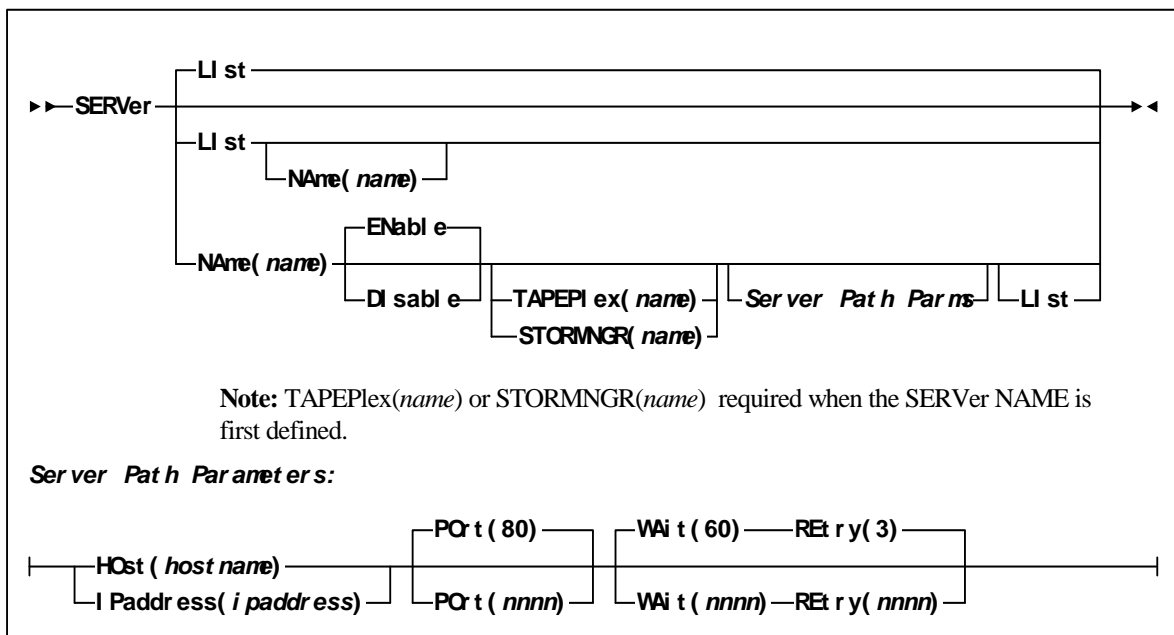 LIst
SERVer
LIst
NAme(name)
ENable
NAme(name)
DIsable
TAPEPlex(name)
Server Path Parms
LIst
STORMNGR(name)
Note: TAPEPlex(name) or STORMNGR(name) required when the SERVer NAME is
first defined.
Server Path Parameters:
POrt(80)
WAit(60)
REtry(3)
HOst(hostname)
IPaddress(ipaddress)
POrt(nnnn)
WAit(nnnn)
REtry(nnnn)